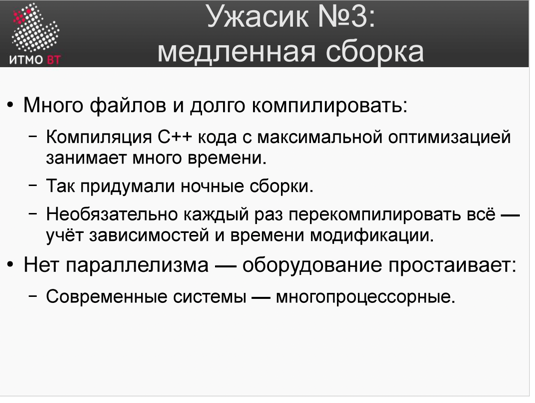 Ужасик №3:
медленная сборка
ИТМО ВТ
• Много файлов и долго компилировать:
– Компиляция С++ кода с максимальной оптимизацией
занимает много времени.
– Так придумали ночные сборки.
– Необязательно каждый раз перекомпилировать всё —
учёт зависимостей и времени модификации.
• Нет параллелизма — оборудование простаивает:
– Современные системы — многопроцессорные.